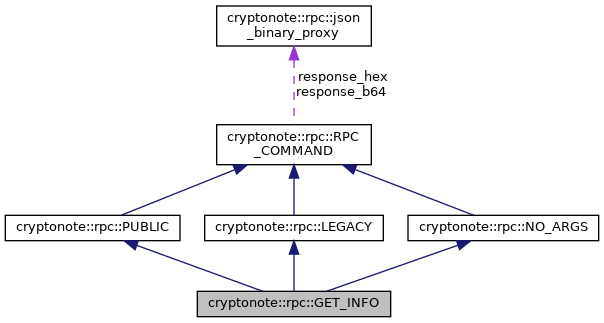 cryptonote::rpc::json
_binary_proxy
response_hex
response_b64
cryptonote::rpc::RPC
_COMMAND
cryptonote::rpc::PUBLIC
cryptonote::rpc::LEGACY
cryptonote::rpc::NO_ARGS
cryptonote::rpc::GET_INFO